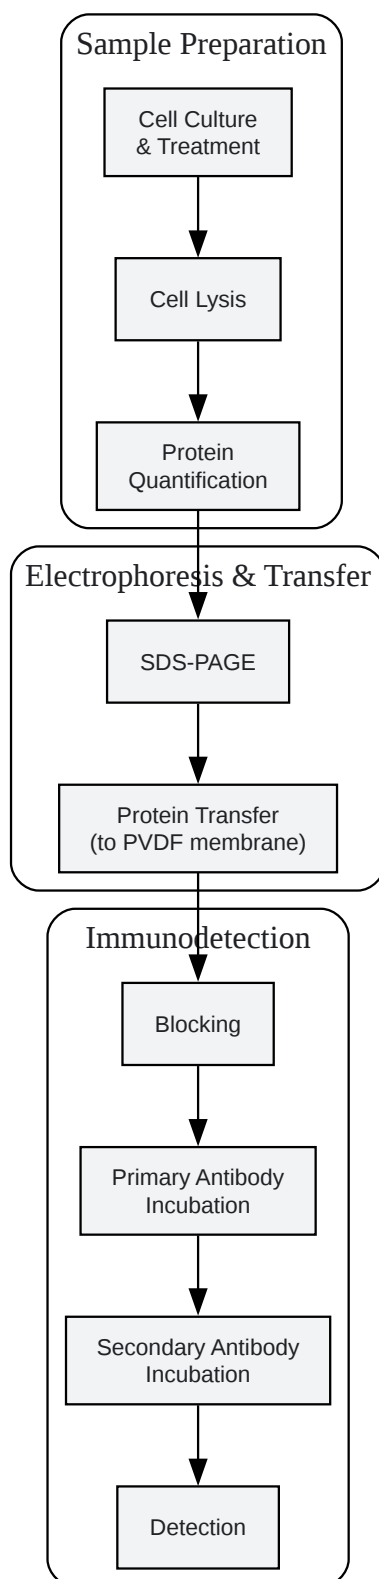 Sample Preparation
Cell Culture
& Treatment
Cell Lysis
Protein
Quantification
Electrophoresis & Transfer
SDS-PAGE
Protein Transfer
(to PVDF membrane)
Immunodetection
Blocking
Primary Antibody
Incubation
Secondary Antibody
Incubation
Detection